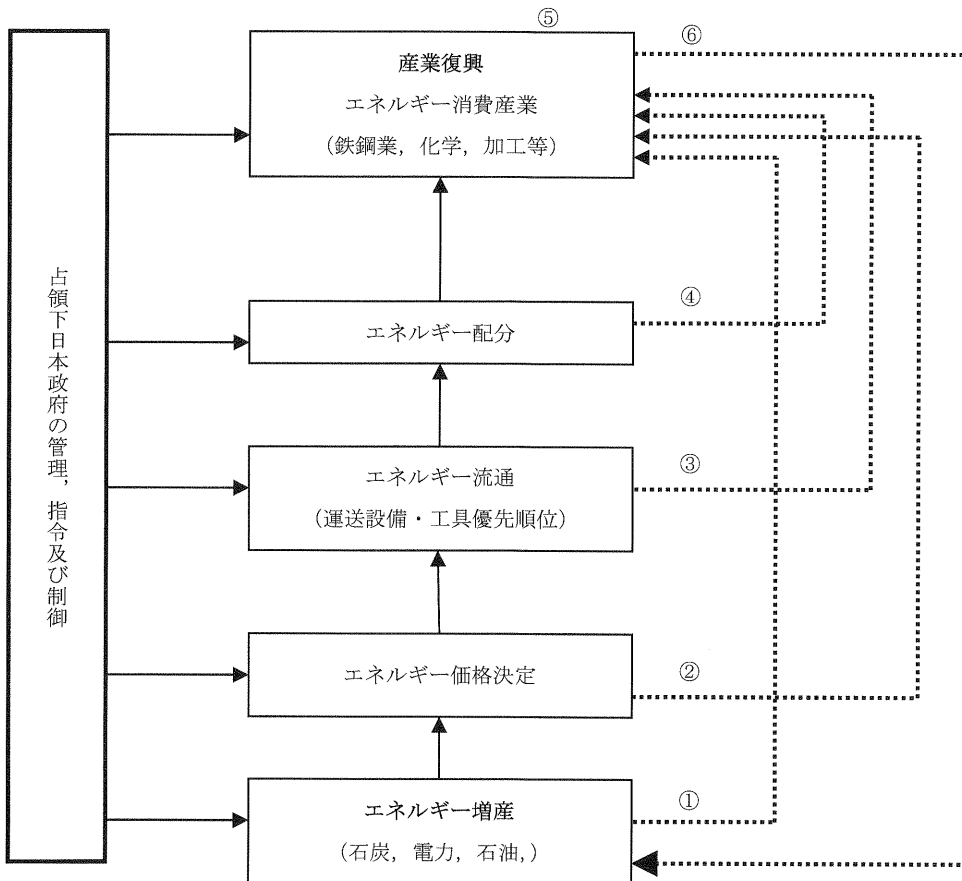 ⑤
⑥
産業復興
エネルギー消費産業
（鉄鋼業，化学，加工等）
占領下日本政府の管理，指令及び制御
④
エネルギー配分
③
エネルギー流通
（運送設備・工具優先順位）
②
エネルギー価格決定
①
エネルギー増産
（石炭，電力，石油，）